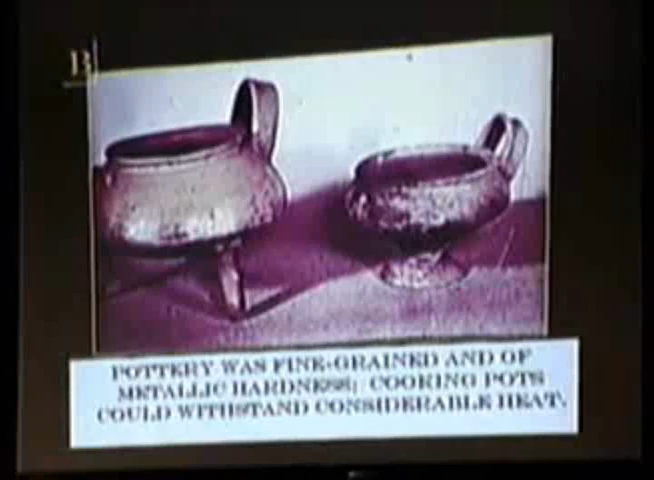 B
POTTERY WAS FINE-GRAINED AND OF
METALLIC HARDNESS; COOKING POTS
COULD WITHSTAND CONSIDERABLE HEAT.